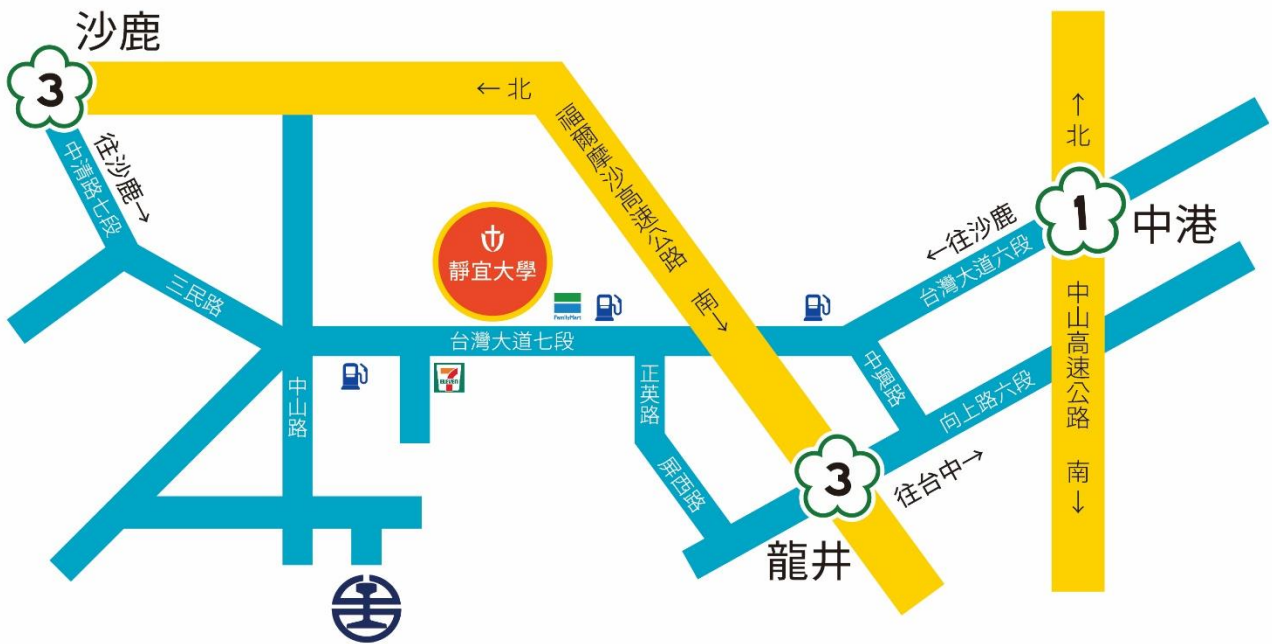 沙鹿
3
←北
福爾摩沙高速公路 南→
↑北
往沙鹿→
中清路七段
靜宜大學
1
中港
←往沙鹿
台灣大道六段
三民路
FamilyMart
台灣大道七段
中山路
7
ELEVEN
正英路
中興路
向上路六段
中山高速公路 南↓
屏西路
3
往台中→
龍井